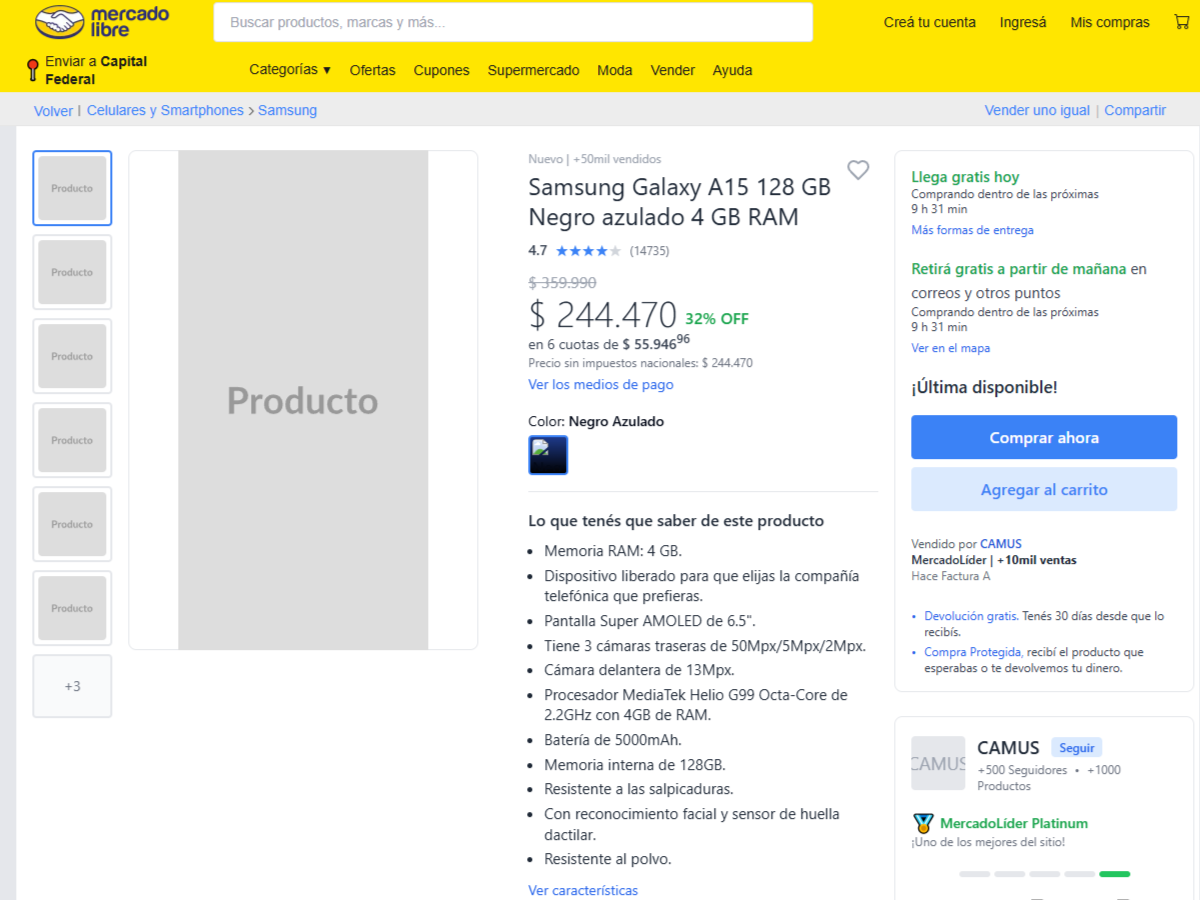 mercado
libre
Buscar productos, marcas y más...
Creá tu cuenta
Ingresá
Mis compras
Enviar a Capital
Federal
Categorías ▾
Ofertas
Cupones
Supermercado
Moda
Vender
Ayuda
Volver | Celulares y Smartphones > Samsung
Vender uno igual | Compartir
Producto
Producto
Producto
Producto
Producto
Producto
+3
Producto
Nuevo | +50mil vendidos
Samsung Galaxy A15 128 GB
Negro azulado 4 GB RAM
4.7 ★★★★★ (14735)
$ 359.990
$ 244.470 32% OFF
en 6 cuotas de $ 55.946 96
Precio sin impuestos nacionales: $ 244.470
Ver los medios de pago
Color: Negro Azulado
Lo que tenés que saber de este producto
• Memoria RAM: 4 GB.
• Dispositivo liberado para que elijas la compañía
telefónica que prefieras.
• Pantalla Super AMOLED de 6.5".
• Tiene 3 cámaras traseras de 50Mpx/5Mpx/2Mpx.
• Cámara delantera de 13Mpx.
• Procesador MediaTek Helio G99 Octa-Core de
2.2GHz con 4GB de RAM.
• Batería de 5000mAh.
• Memoria interna de 128GB.
• Resistente a las salpicaduras.
• Con reconocimiento facial y sensor de huella
dactilar.
• Resistente al polvo.
Ver características
Llega gratis hoy
Comprando dentro de las próximas
9 h 31 min
Más formas de entrega
Retirá gratis a partir de mañana en
correos y otros puntos
Comprando dentro de las próximas
9 h 31 min
Ver en el mapa
¡Última disponible!
Comprar ahora
Agregar al carrito
Vendido por CAMUS
MercadoLíder | +10mil ventas
Hace Factura A
• Devolución gratis. Tenés 30 días desde que lo
recibís.
• Compra Protegida, recibí el producto que
esperabas o te devolvemos tu dinero.
CAMUS
CAMUS Seguir
+500 Seguidores • +1000
Productos
MercadoLíder Platinum
¡Uno de los mejores del sitio!